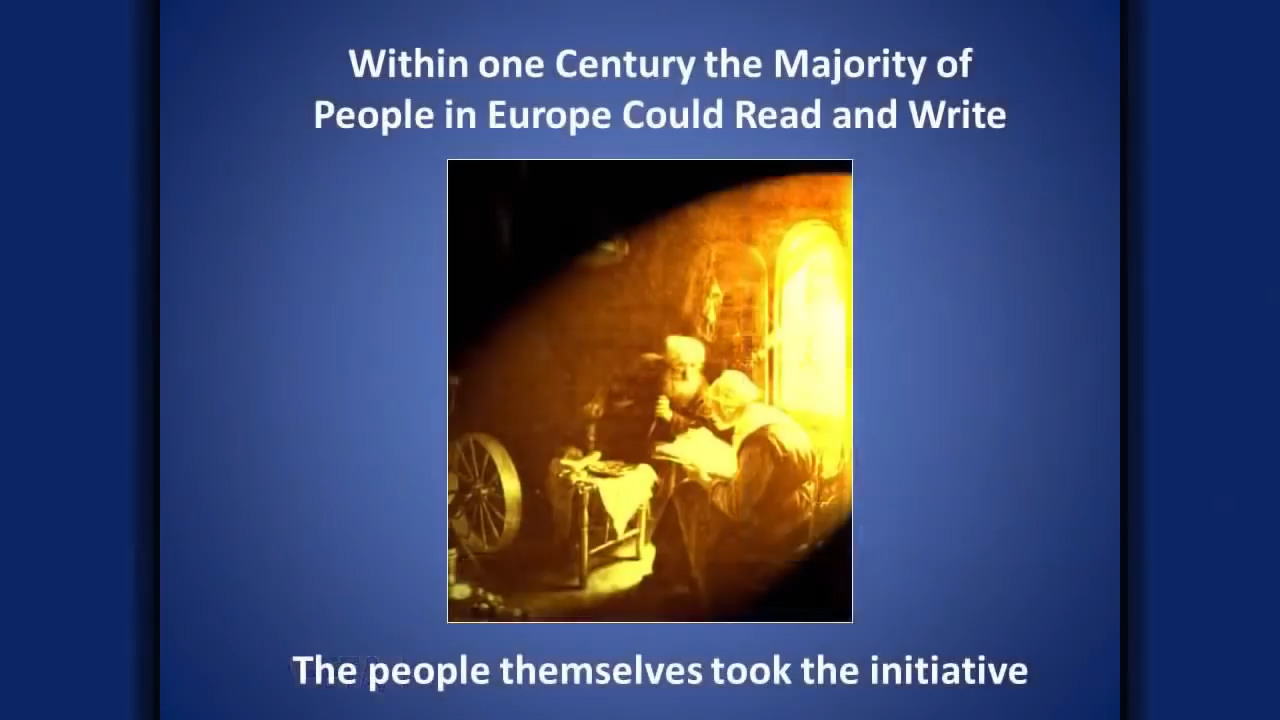 Within one Century the Majority of
People in Europe Could Read and Write
The people themselves took the initiative